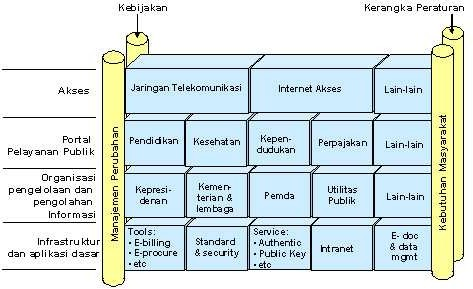 Kebijakan
Kerangka Peraturan
Akses
Jaringan Telekomunikasi
Internet Akses
Lain-lain
Portal
Pelayanan Publik
Pendidikan
Kesehatan
Kepen-
dudukan
Perpajakan
Lain-lain
Organisasi
pengelolaan dan
pengolahan
Informasi
Kepresi-
denan
Kemen-
terian &
lembaga
Pemda
Utilitas
Publik
Lain-lain
Infrastruktur
dan aplikasi dasar
Tools:
• E-billing
• E-procure
• etc
Standard
& security
Service:
• Authentic
• Public Key
• etc
Intranet
E- doc
& data
mgmt
Manajemen Perubahan
Kebutuhan Masyarakat